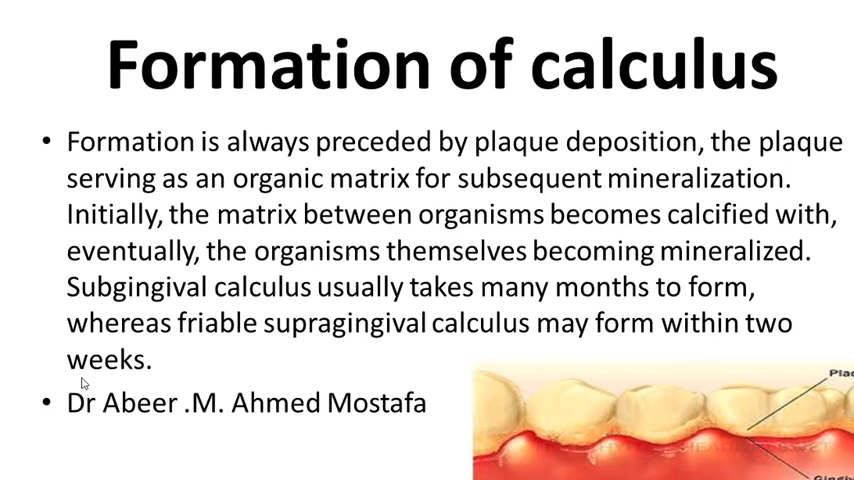 Formation of calculus
• Formation is always preceded by plaque deposition, the plaque
serving as an organic matrix for subsequent mineralization.
Initially, the matrix between organisms becomes calcified with,
eventually, the organisms themselves becoming mineralized.
Subgingival calculus usually takes many months to form,
whereas friable supragingival calculus may form within two
weeks.
• Dr Abeer .M. Ahmed Mostafa